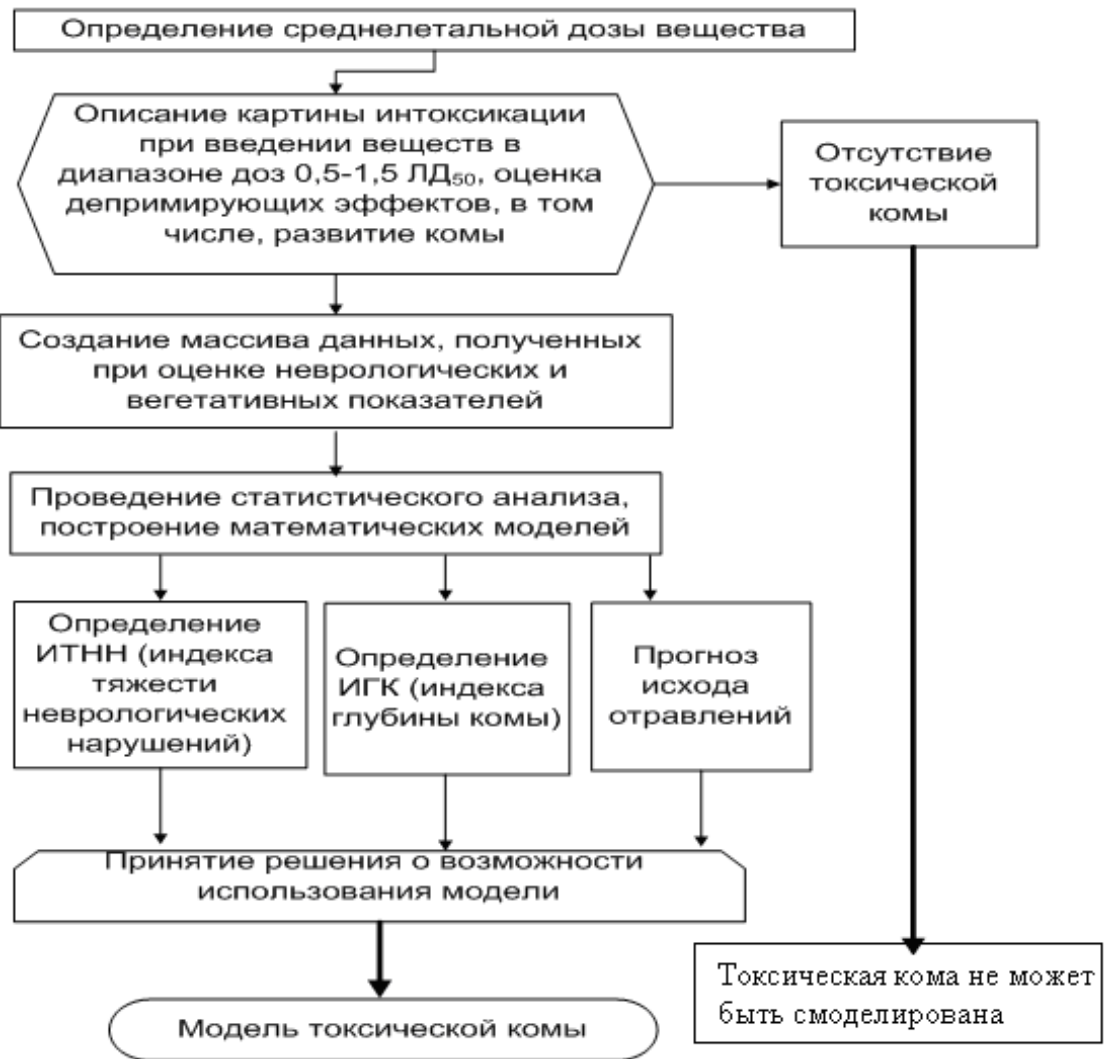 Определение среднелетальной дозы вещества
Описание картины интоксикации
при введении веществ в
диапазоне доз 0,5-1,5 ЛД₅₀, оценка
депримирующих эффектов, в том
числе, развитие комы
Отсутствие
токсической
комы
Создание массива данных, полученных
при оценке неврологических и
вегетативных показателей
Проведение статистического анализа,
построение математических моделей
Определение
ИТНН (индекса
тяжести
неврологических
нарушений)
Определение
ИГК (индекса
глубины комы)
Прогноз
исхода
отравлений
Принятие решения о возможности
использования модели
Модель токсической комы
Токсическая кома не может
быть смоделирована